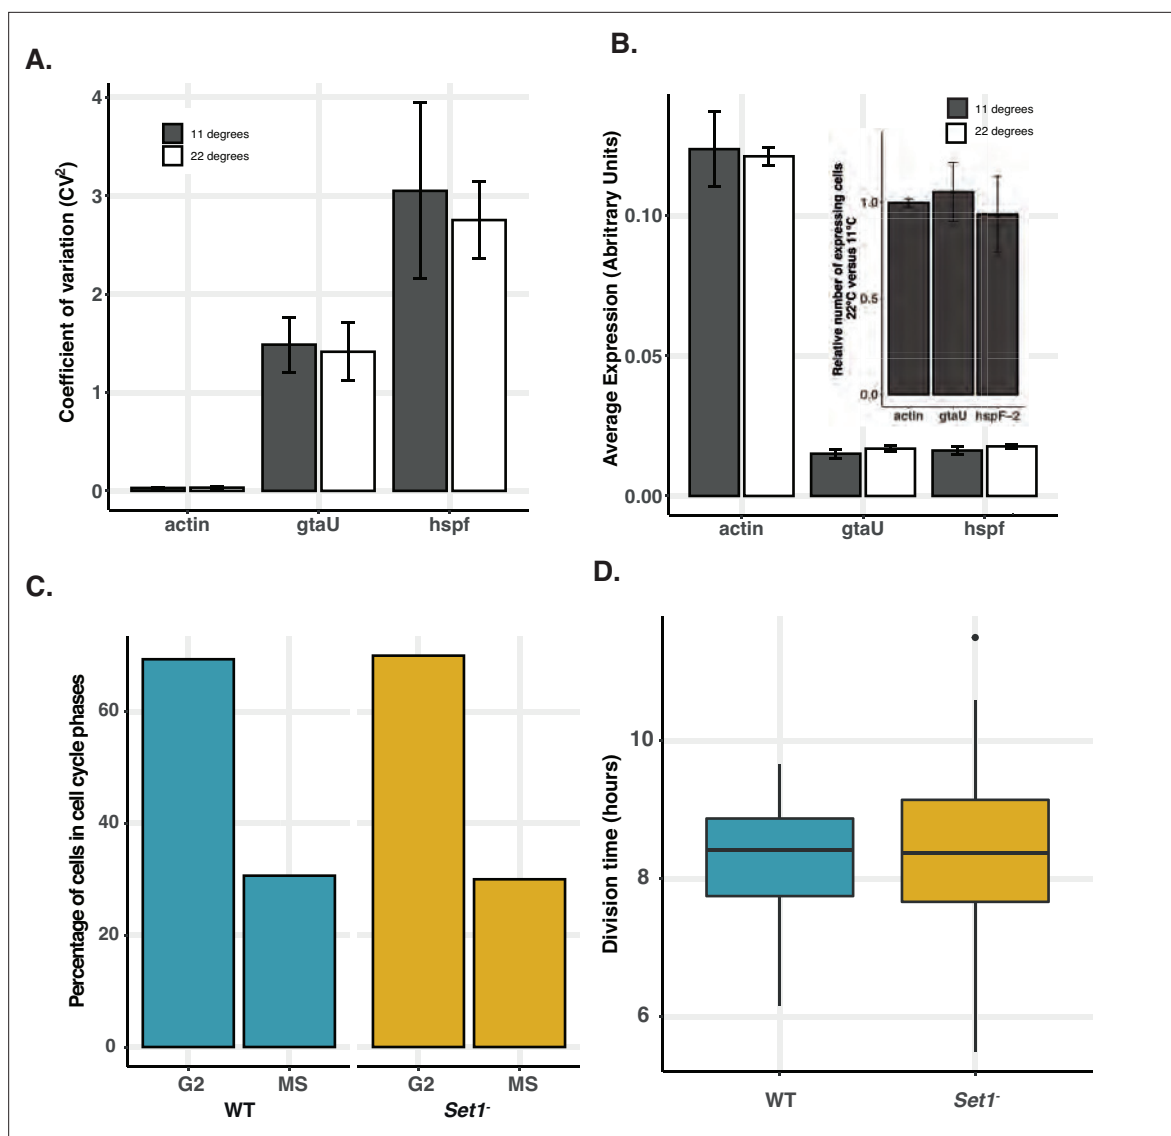 A.
Coefficient of variation (CV²)
4
3
2
1
0
11 degrees
22 degrees
actin gtaU hspf
B.
Average Expression (Abritrary Units)
0.10
0.05
0.00
11 degrees
22 degrees
Relative number of expressing cells
22°C versus 11°C
1.0
0.5
0.0
actin gtaU hspF-2
actin gtaU hspf
C.
Percentage of cells in cell cycle phases
60
40
20
0
G2 MS G2 MS
WT Set1-
D.
Division time (hours)
10
8
6
WT Set1-